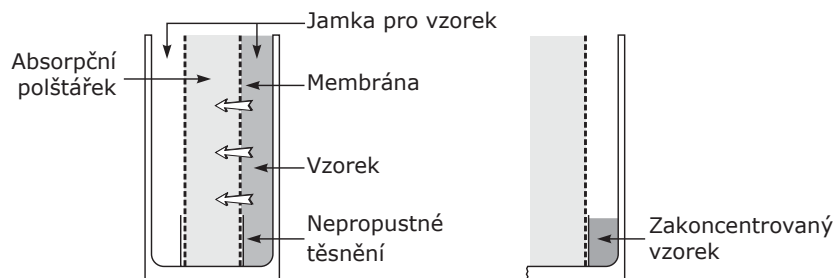 Jamka pro vzorek
Absorpční
polštářek
Membrána
Vzorek
Nepropustné
těsnění
Zakoncentrovaný
vzorek